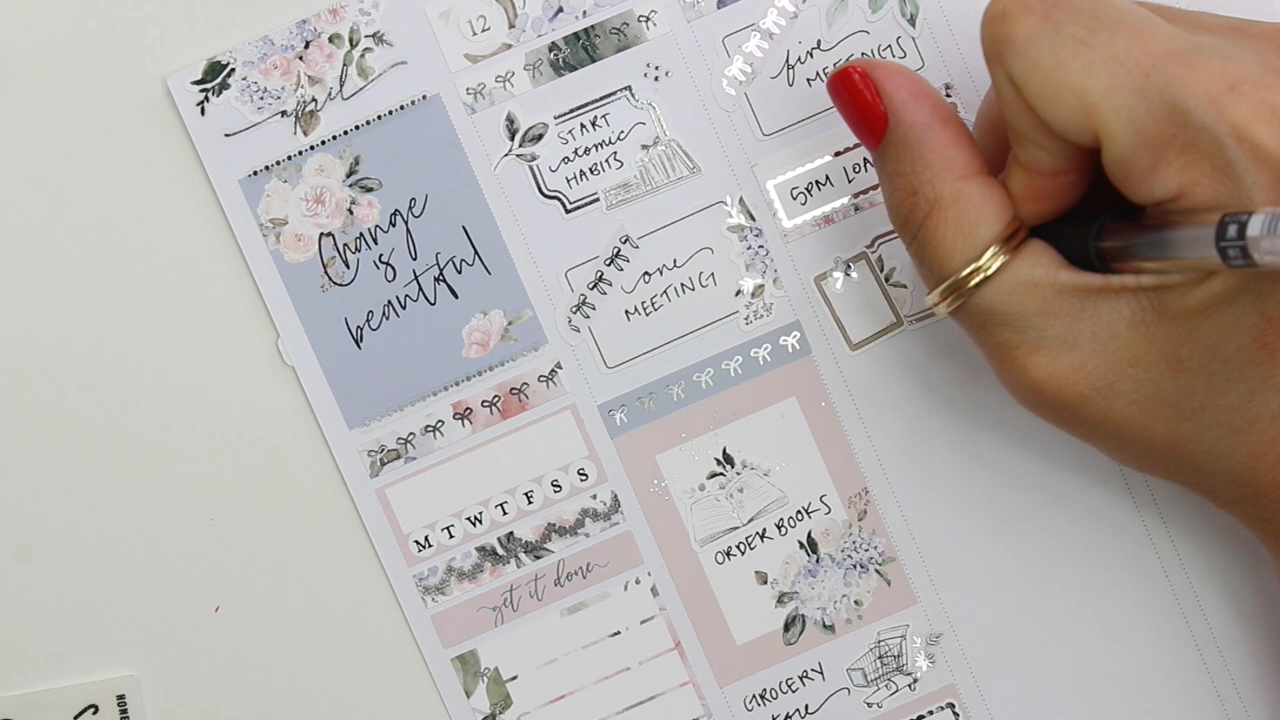 april
Change
is
beautiful
M T W T F S S
get it done
12
START
atomic
HABITS
one
MEETING
ORDER BOOKS
GROCERY
store
five
MEETINGS
5PM